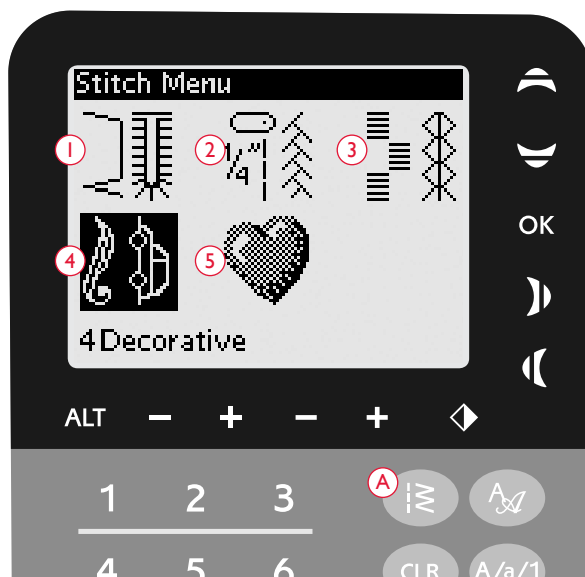 Stitch Menu
1 2 1/4" 3
4 5
4 Decorative
OK
ALT − + − +
A
1 2 3 A A
4 5 6 CLR A/a/1